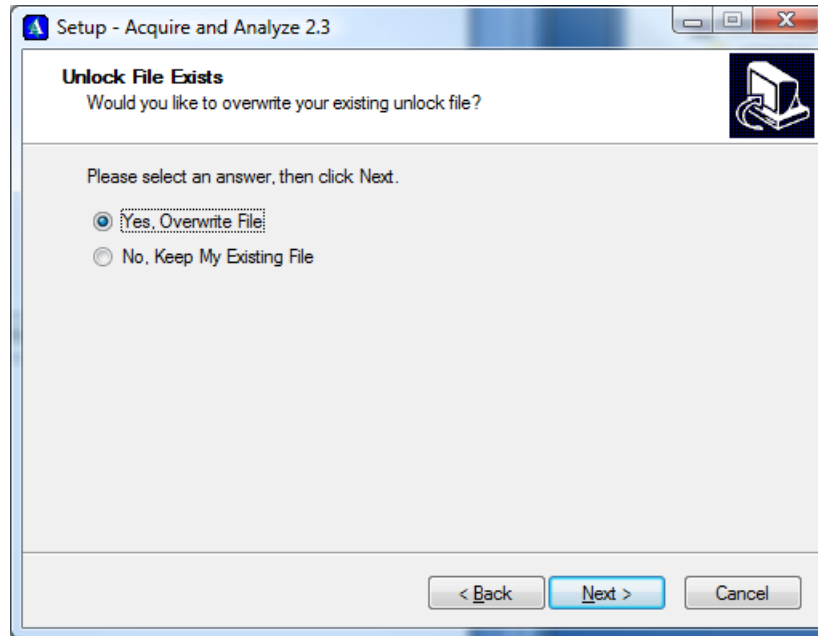 Setup - Acquire and Analyze 2.3
Unlock File Exists
Would you like to overwrite your existing unlock file?
Please select an answer, then click Next.
Yes, Overwrite File
No, Keep My Existing File
< Back
Next >
Cancel